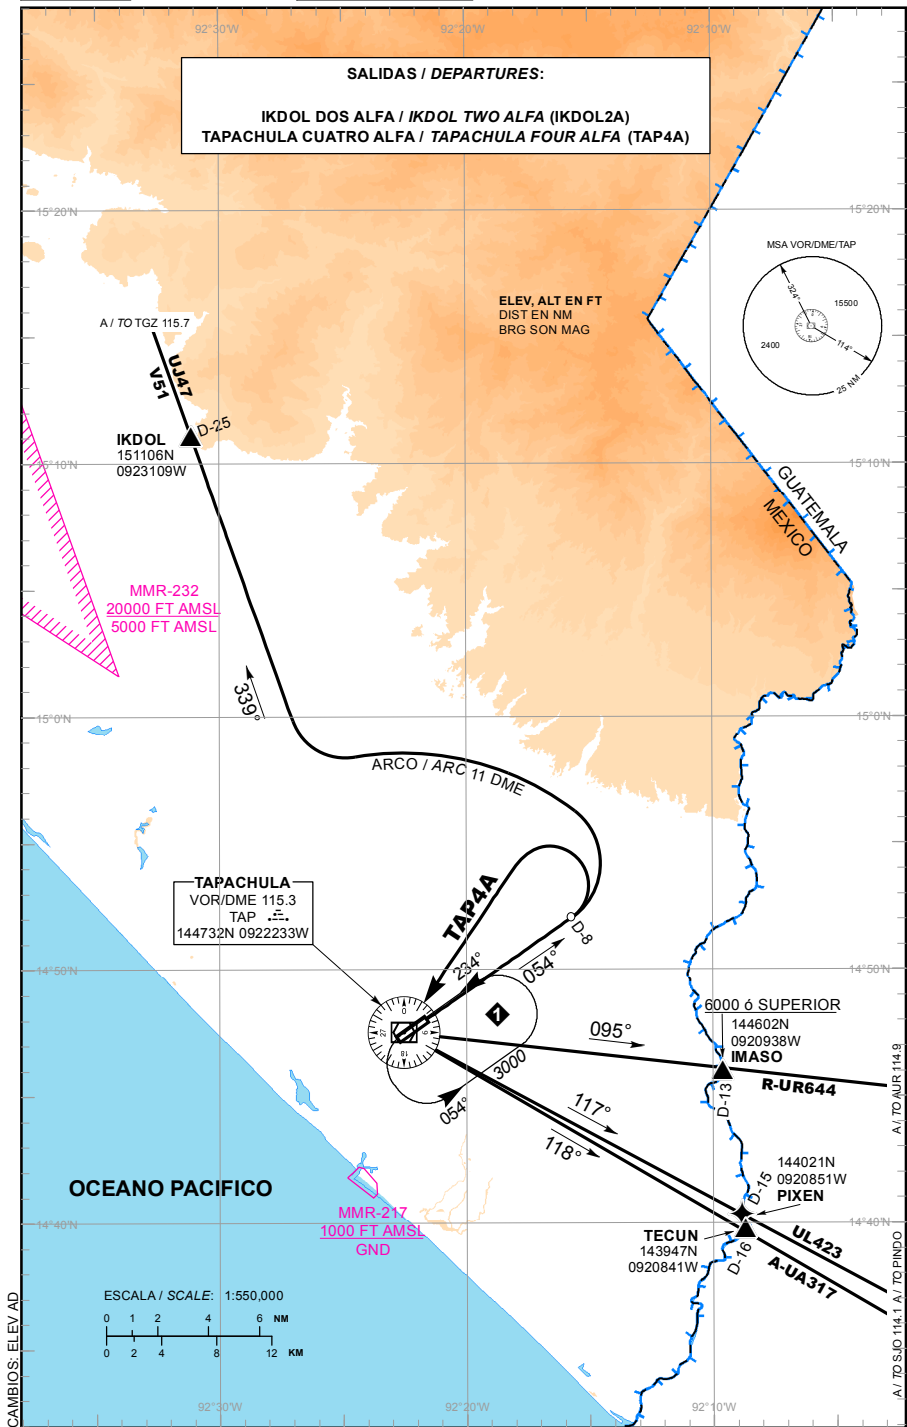 92°30'W
92°20'W
92°10'W
SALIDAS / DEPARTURES:
IKDOL DOS ALFA / IKDOL TWO ALFA (IKDOL2A)
TAPACHULA CUATRO ALFA / TAPACHULA FOUR ALFA (TAP4A)
15°20'N
15°20'N
MSA VOR/DME/TAP
324°
15500
2400
114°
25 NM
ELEV, ALT EN FT
DIST EN NM
BRG SON MAG
A / TO TGZ 115.7
UJ47
V51
D-25
IKDOL
151106N
0923109W
15°10'N
15°10'N
GUATEMALA
MEXICO
MMR-232
20000 FT AMSL
5000 FT AMSL
339°
15°0'N
15°0'N
ARCO / ARC 11 DME
TAPACHULA
VOR/DME 115.3
TAP
144732N 0922233W
TAP4A
D-8
234°
054°
14°50'N
14°50'N
0
9
18
27
1
3000
054°
095°
6000 ó SUPERIOR
144602N
0920938W
IMASO
D-13
R-UR644
A / TO AUR 114.9
117°
118°
144021N
0920851W
PIXEN
D-15
TECUN
143947N
0920841W
D-16
UL423
A-UA317
14°40'N
A / TO PINDO
A / TO SJO 114.1
OCEANO PACIFICO
MMR-217
1000 FT AMSL
GND
ESCALA / SCALE: 1:550,000
0 1 2 4 6 NM
0 2 4 8 12 KM
CAMBIOS: ELEV AD
92°30'W
92°20'W
92°10'W